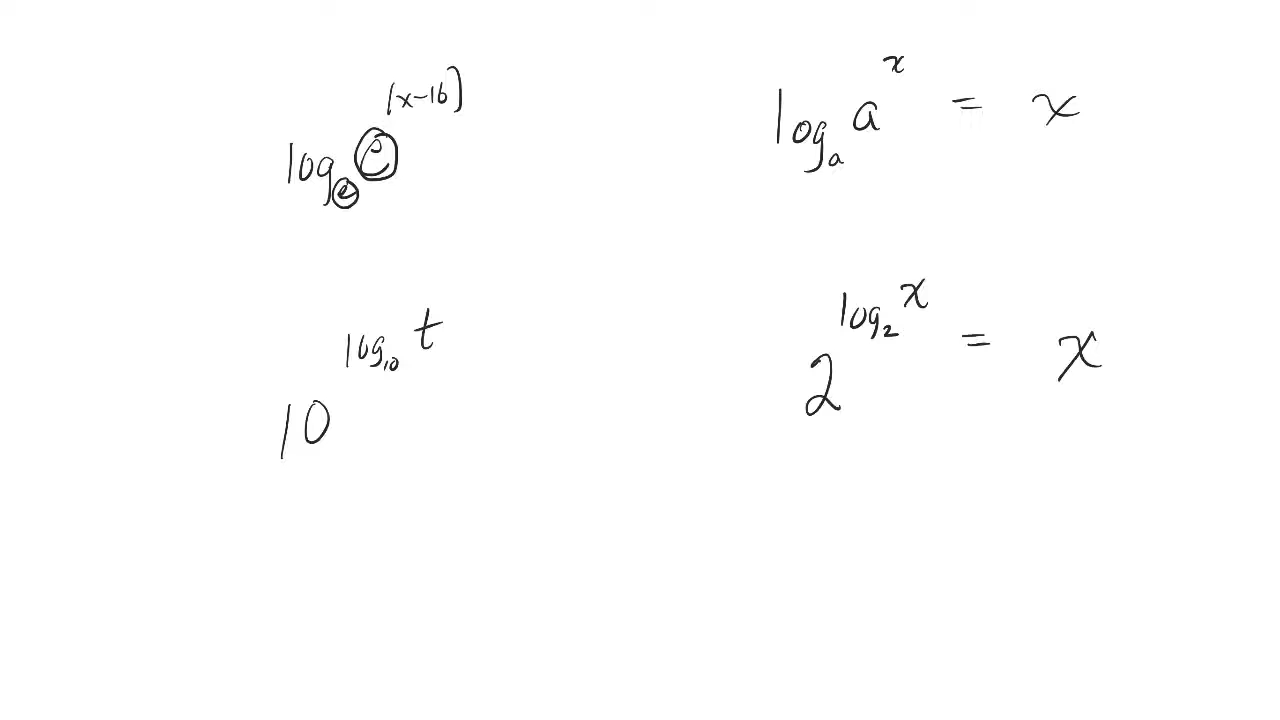 log_e e^(x-16)
log_a a^x = x
10^(log_10 t)
2^(log_2 x) = x